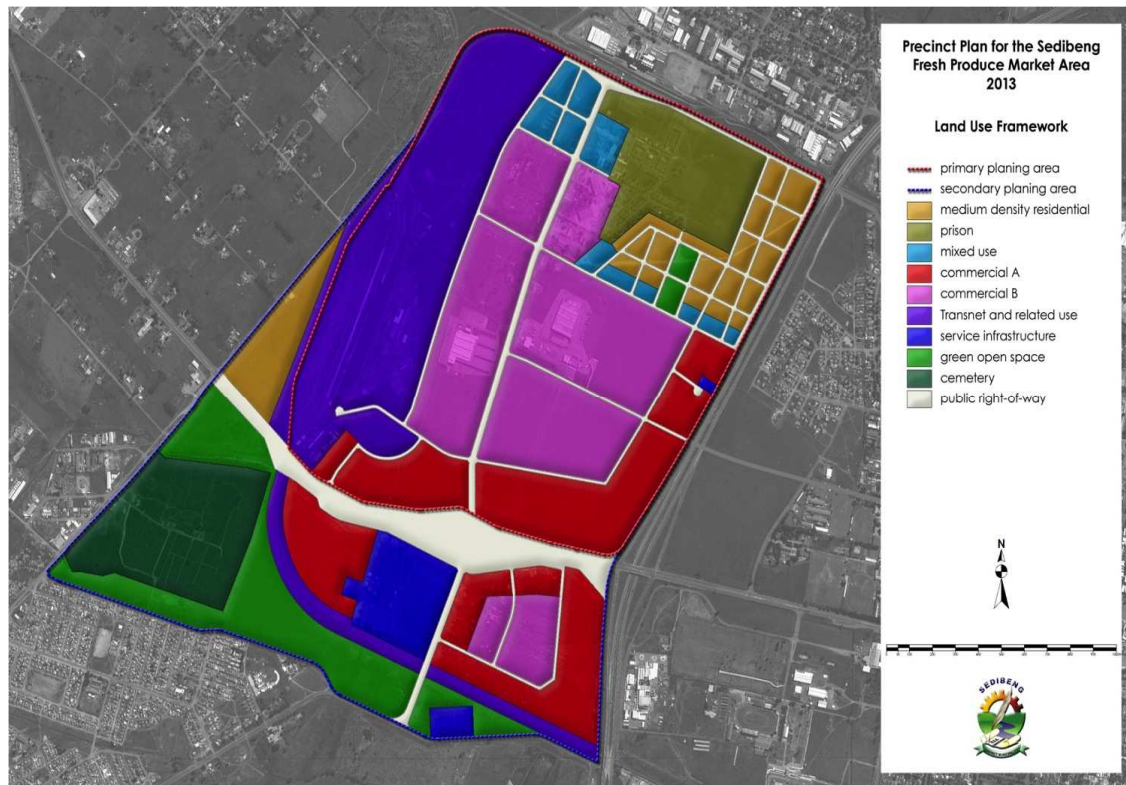 Precinct Plan for the Sedibeng
Fresh Produce Market Area
2013
Land Use Framework
primary planing area
secondary planing area
medium density residential
prison
mixed use
commercial A
commercial B
Transnet and related use
service infrastructure
green open space
cemetery
public right-of-way
N
SEDIBENG